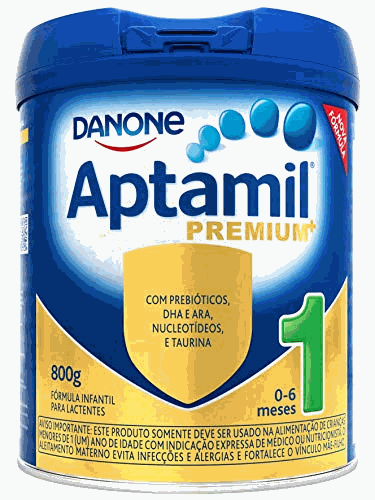 NOVA
FÓRMULA
DANONE
Aptamil®
PREMIUM+
COM PREBIÓTICOS,
DHA E ARA,
NUCLEOTÍDEOS,
E TAURINA
1
800g
0-6
meses
FÓRMULA INFANTIL
PARA LACTENTES
AVISO IMPORTANTE: ESTE PRODUTO SOMENTE DEVE SER USADO NA ALIMENTAÇÃO DE CRIANÇAS
MENORES DE 1 (UM) ANO DE IDADE COM INDICAÇÃO EXPRESSA DE MÉDICO OU NUTRICIONISTA. O
ALEITAMENTO MATERNO EVITA INFECÇÕES E ALERGIAS E FORTALECE O VÍNCULO MÃE-FILHO.